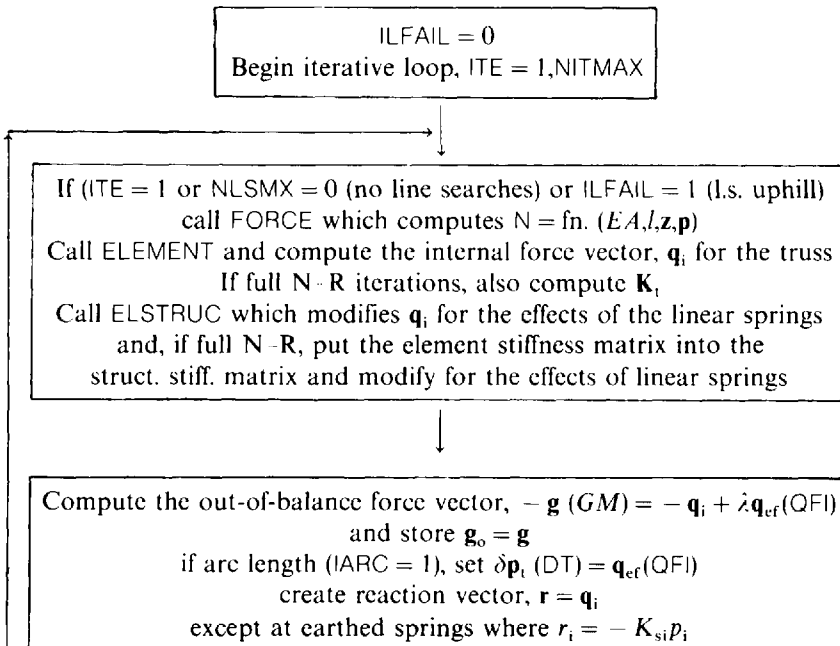 ILFAIL = 0
Begin iterative loop, ITE = 1,NITMAX
If (ITE = 1 or NLSMX = 0 (no line searches) or ILFAIL = 1 (l.s. uphill)
call FORCE which computes N = fn. (EA,l,z,p)
Call ELEMENT and compute the internal force vector, qᵢ for the truss
If full N–R iterations, also compute Kₜ
Call ELSTRUC which modifies qᵢ for the effects of the linear springs
and, if full N–R, put the element stiffness matrix into the
struct. stiff. matrix and modify for the effects of linear springs
Compute the out-of-balance force vector, − g (GM) = − qᵢ + λq_ef(QFI)
and store g₀ = g
if arc length (IARC = 1), set δpₜ (DT) = q_ef(QFI)
create reaction vector, r = qᵢ
except at earthed springs where rᵢ = − K_si pᵢ